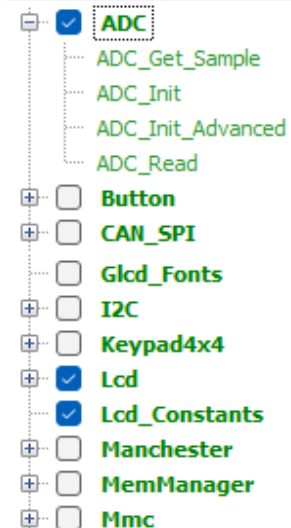 ADC
ADC_Get_Sample
ADC_Init
ADC_Init_Advanced
ADC_Read
Button
CAN_SPI
Glcd_Fonts
I2C
Keypad4x4
Lcd
Lcd_Constants
Manchester
MemManager
Mmc